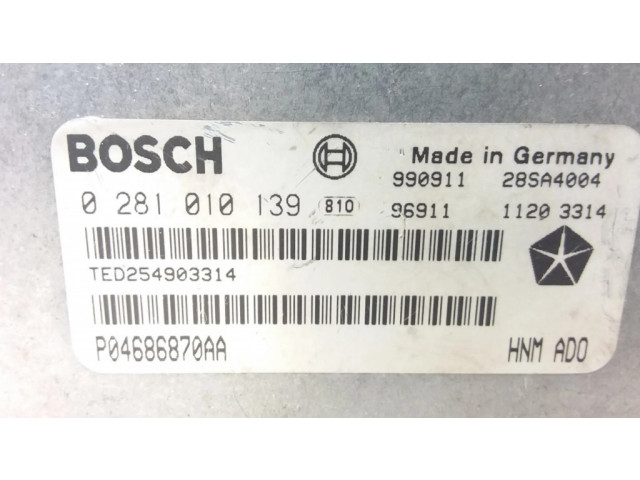 BOSCH Made in Germany
990911 28SA4004
0 281 010 139 810 96911 1120 3314
TED254903314
P04686870AA HNM ADO